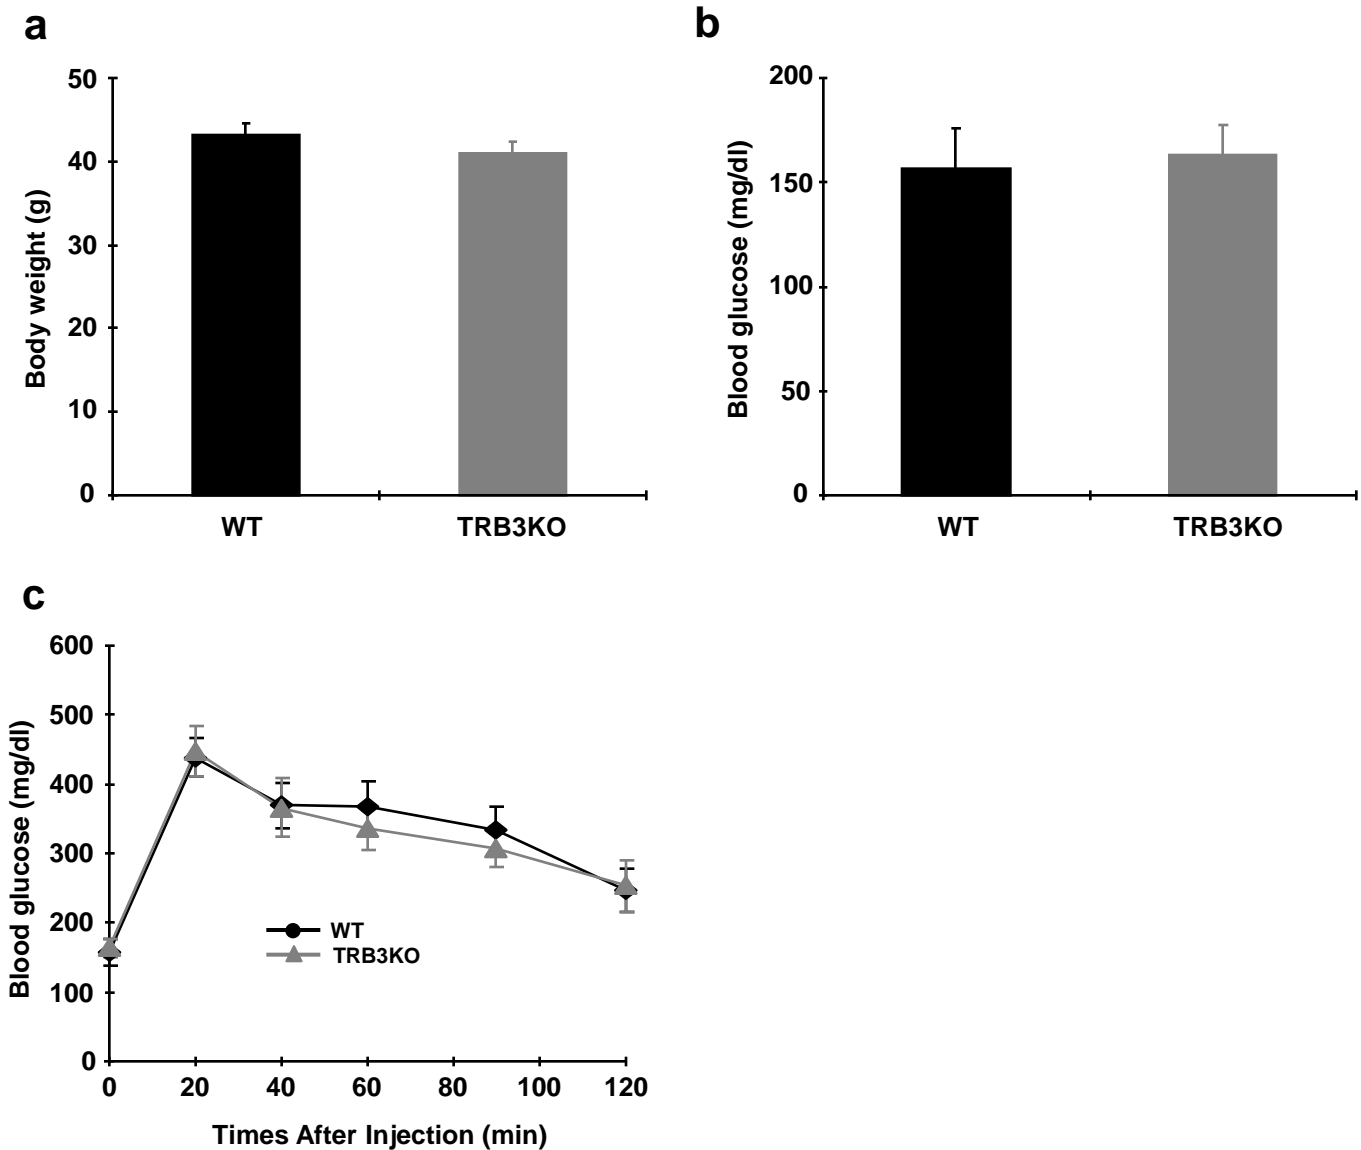 a
50
40
30
20
10
0
Body weight (g)
WT TRB3KO
b
200
150
100
50
0
Blood glucose (mg/dl)
WT TRB3KO
c
600
500
400
300
200
100
0
Blood glucose (mg/dl)
WT
TRB3KO
0 20 40 60 80 100 120
Times After Injection (min)